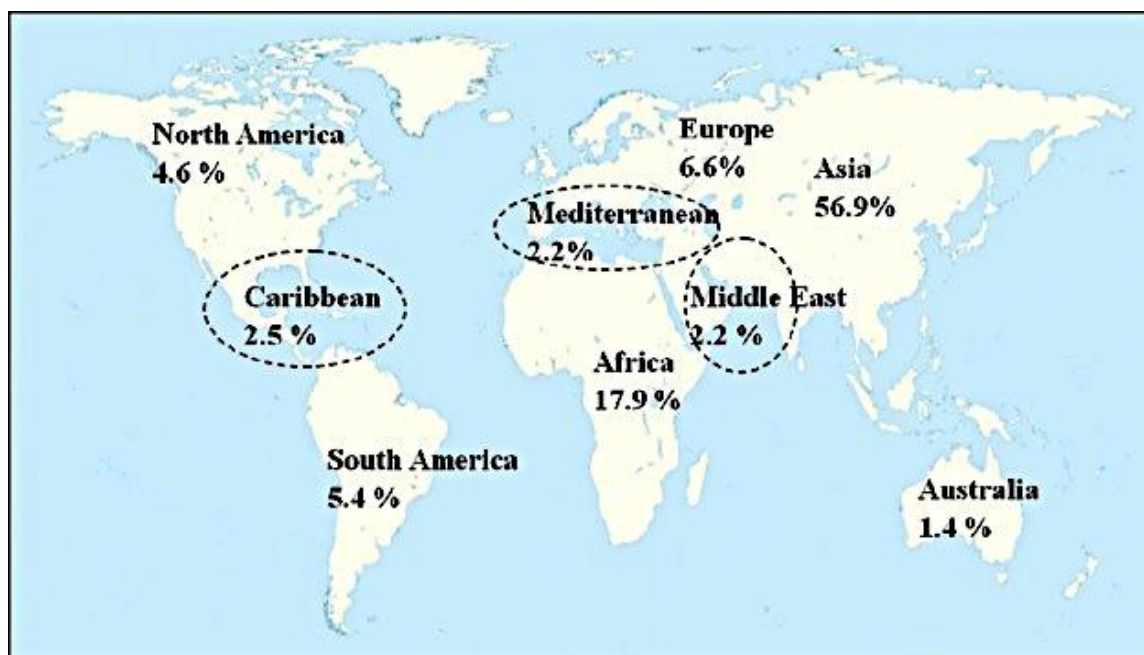 North America
4.6 %
Europe
6.6%
Asia
56.9%
Mediterranean
2.2%
Caribbean
2.5 %
Middle East
2.2 %
Africa
17.9 %
South America
5.4 %
Australia
1.4 %